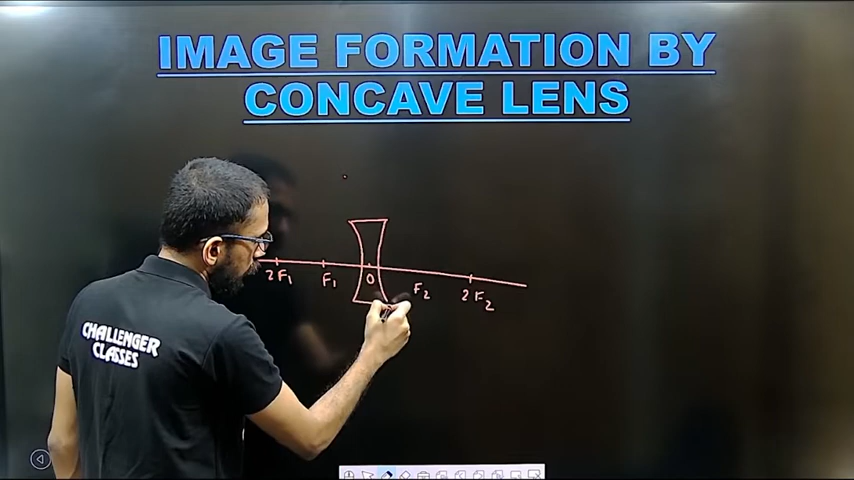 IMAGE FORMATION BY
CONCAVE LENS
2F1 F1 O F2 2F2
CHALLENGER
CLASSES